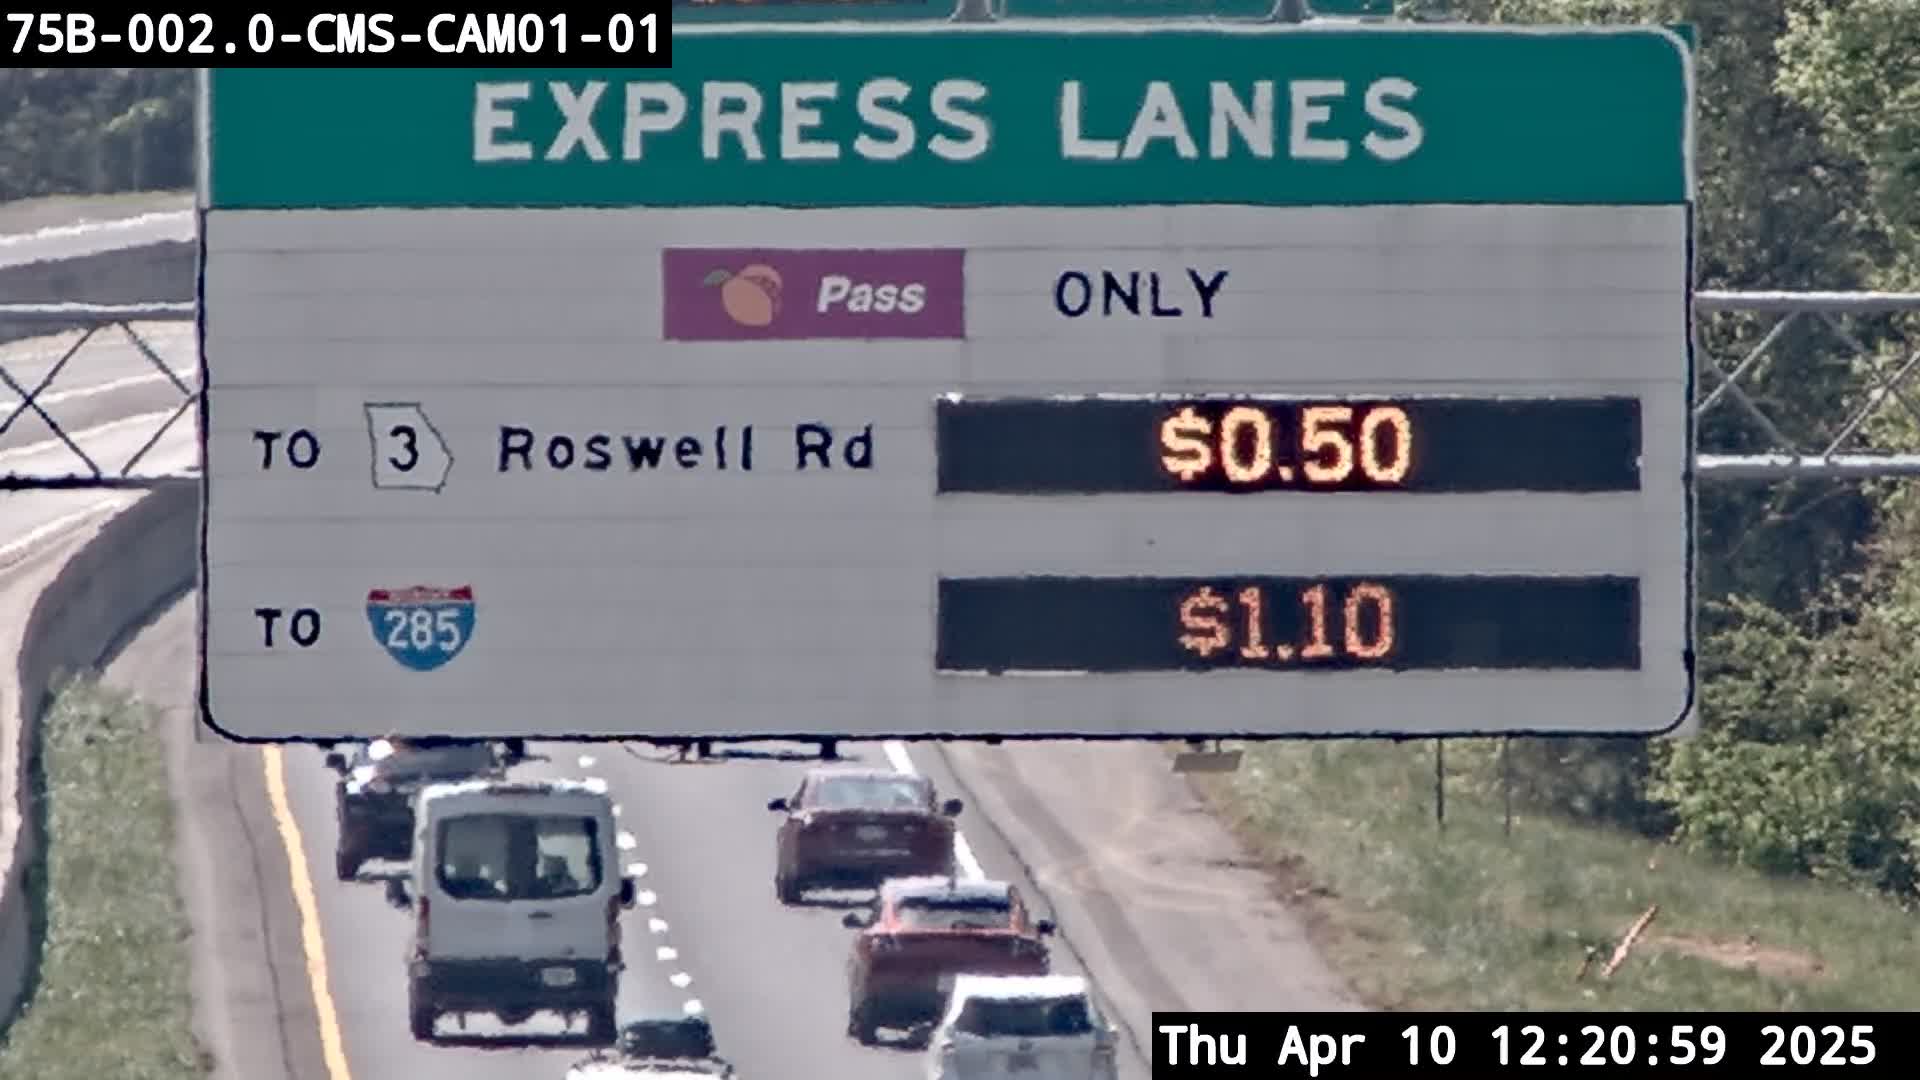 75B-002.0-CMS-CAM01-01
EXPRESS LANES
Pass ONLY
TO 3 Roswell Rd $0.50
TO 285 $1.10
Thu Apr 10 12:20:59 2025